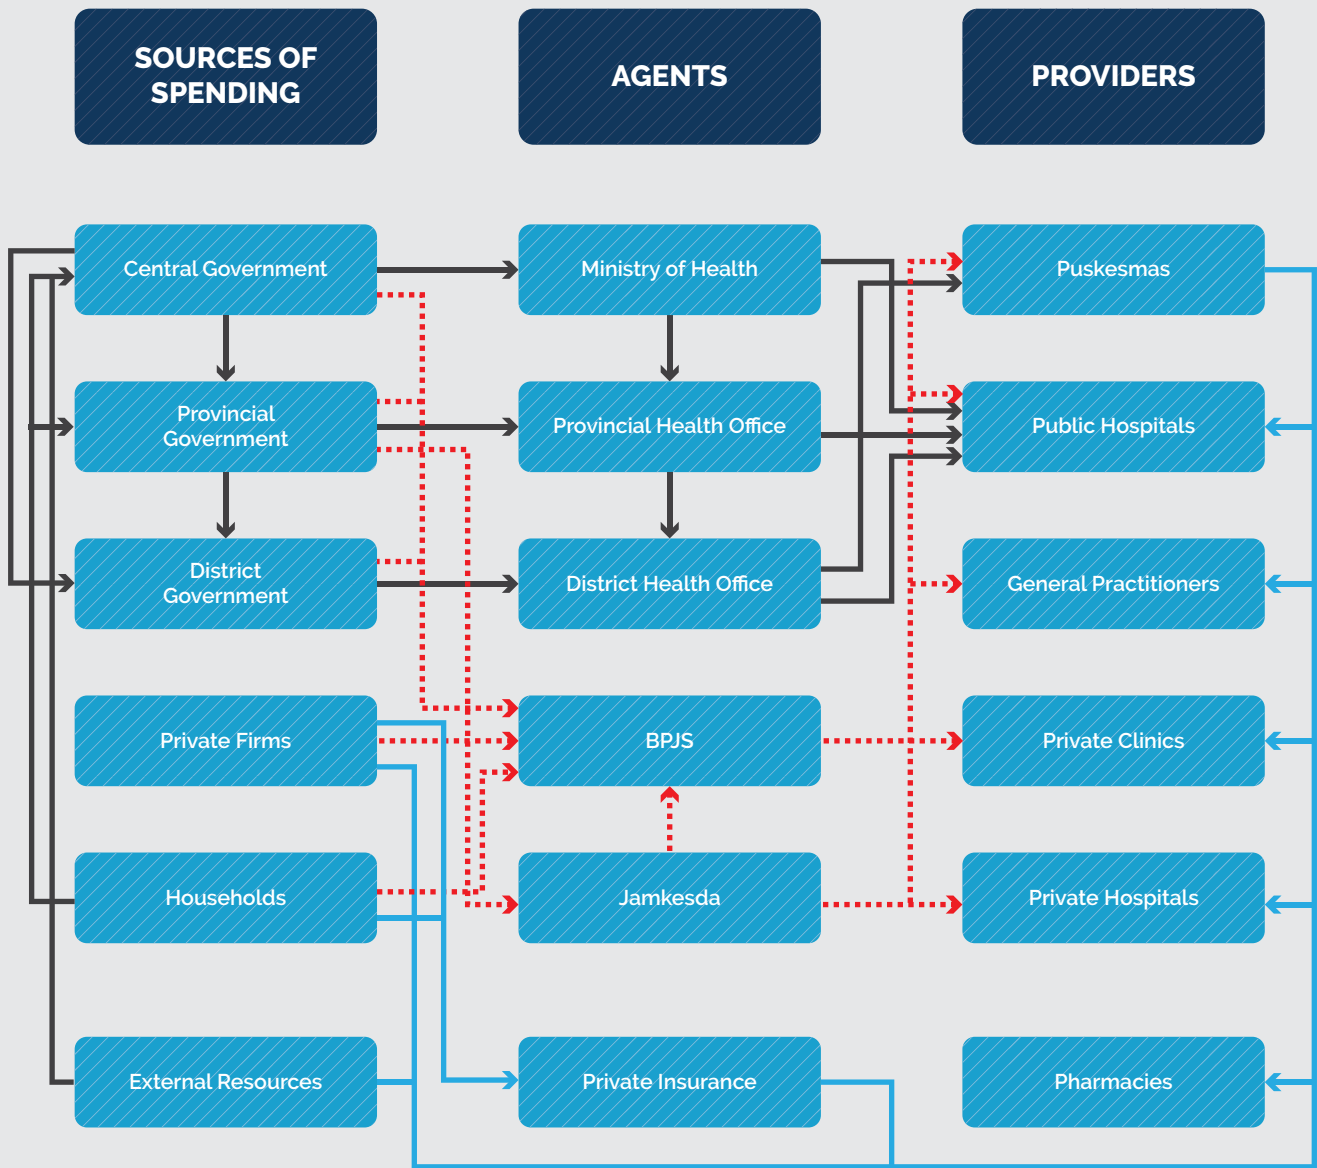 SOURCES OF
SPENDING
AGENTS
PROVIDERS
Central Government
Ministry of Health
Puskesmas
Provincial
Government
Provincial Health Office
Public Hospitals
District
Government
District Health Office
General Practitioners
Private Firms
BPJS
Private Clinics
Households
Jamkesda
Private Hospitals
External Resources
Private Insurance
Pharmacies